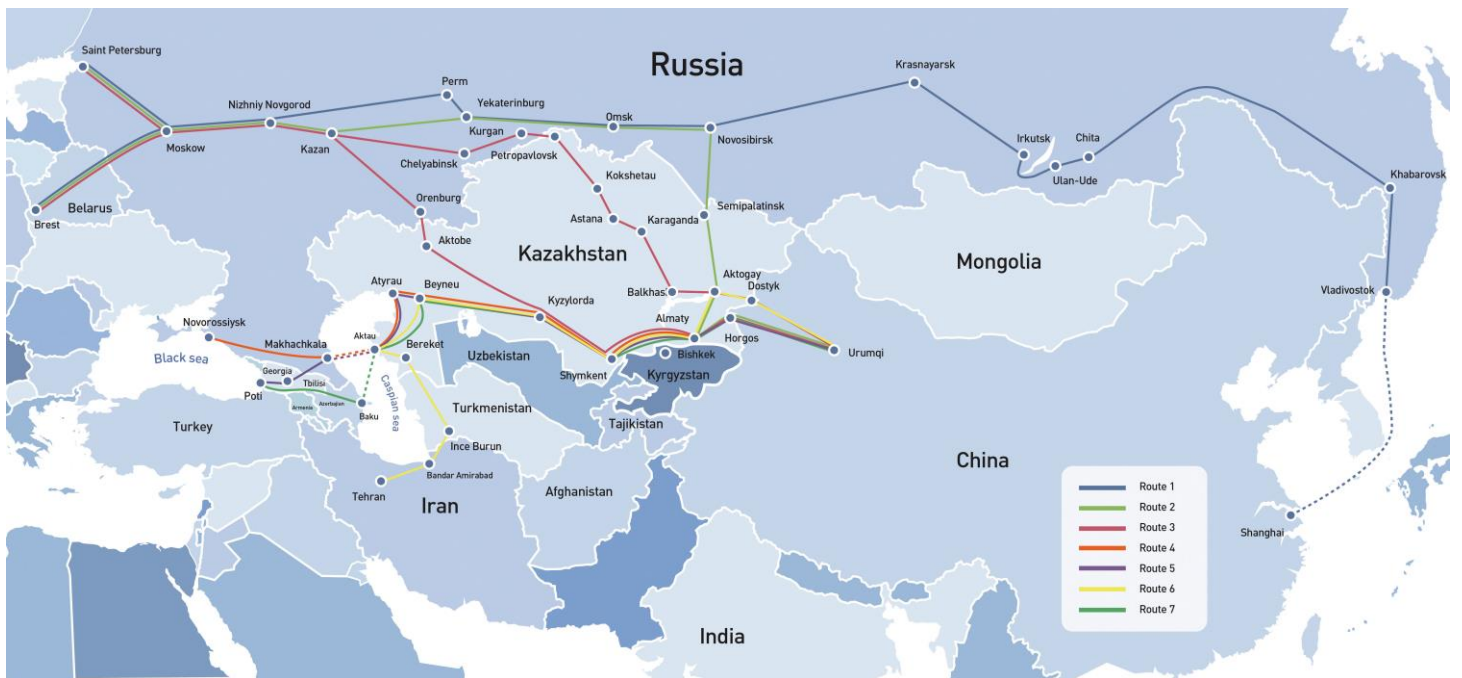 Saint Petersburg
Russia
Krasnayarsk
Perm
Nizhniy Novgorod
Yekaterinburg
Omsk
Moskow
Kazan
Kurgan
Novosibirsk
Irkutsk
Chita
Chelyabinsk
Petropavlovsk
Ulan-Ude
Khabarovsk
Kokshetau
Belarus
Brest
Orenburg
Astana
Karaganda
Semipalatinsk
Aktobe
Kazakhstan
Mongolia
Atyrau
Beyneu
Aktogay
Dostyk
Balkhas
Vladivostok
Kyzylorda
Novorossiysk
Almaty
Makhachkala
Aktau
Bereket
Horgos
Urumqi
Black sea
Uzbekistan
Bishkek
Georgia
Shymkent
Kyrgyzstan
Tbilisi
Poti
Caspian sea
Armenia
Azerbaijan
Baku
Turkmenistan
Turkey
Tajikistan
Ince Burun
China
Bandar Amirabad
Tehran
Iran
Afghanistan
Shanghai
India
Route 1
Route 2
Route 3
Route 4
Route 5
Route 6
Route 7